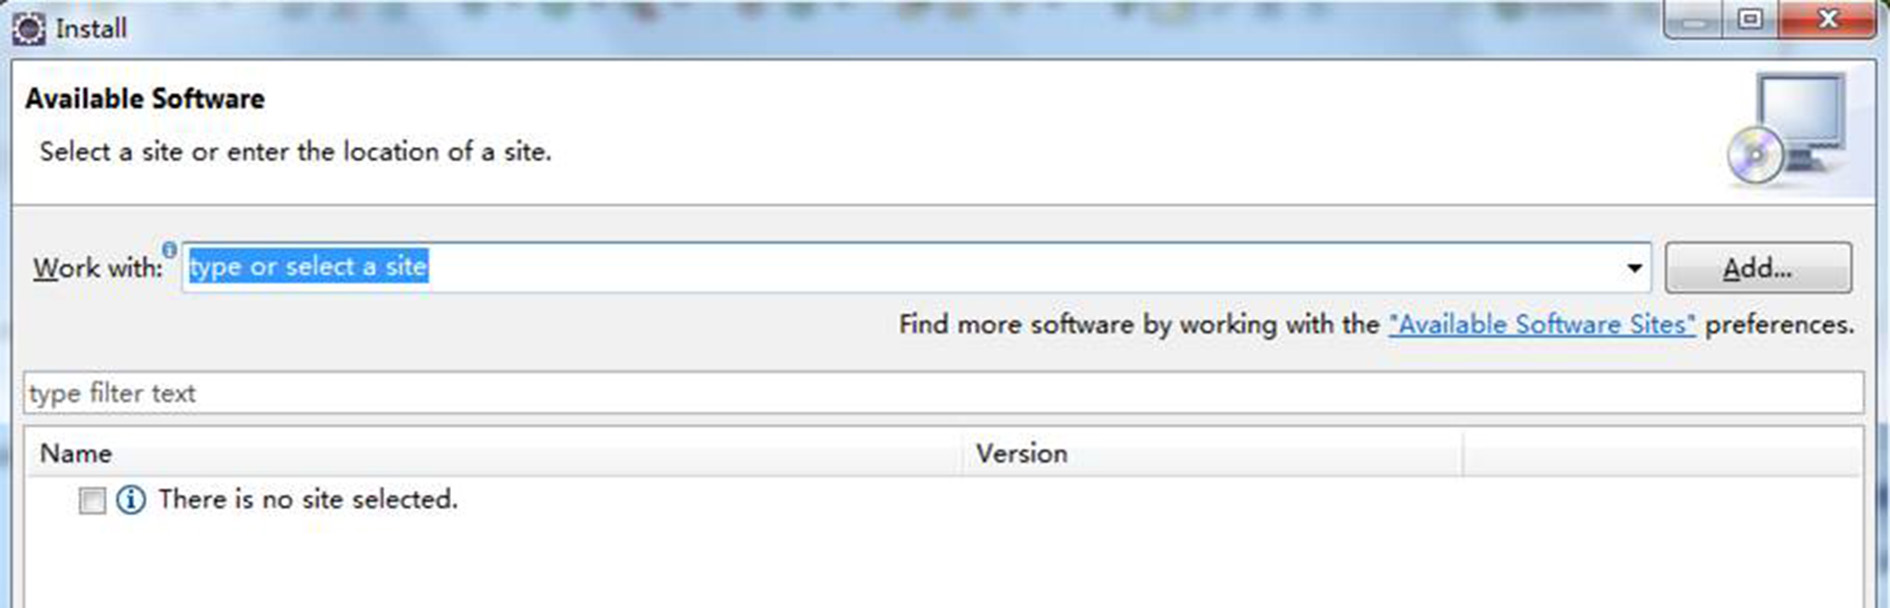 Install
Available Software
Select a site or enter the location of a site.
Work with: type or select a site Add...
Find more software by working with the "Available Software Sites" preferences.
type filter text
Name Version
There is no site selected.